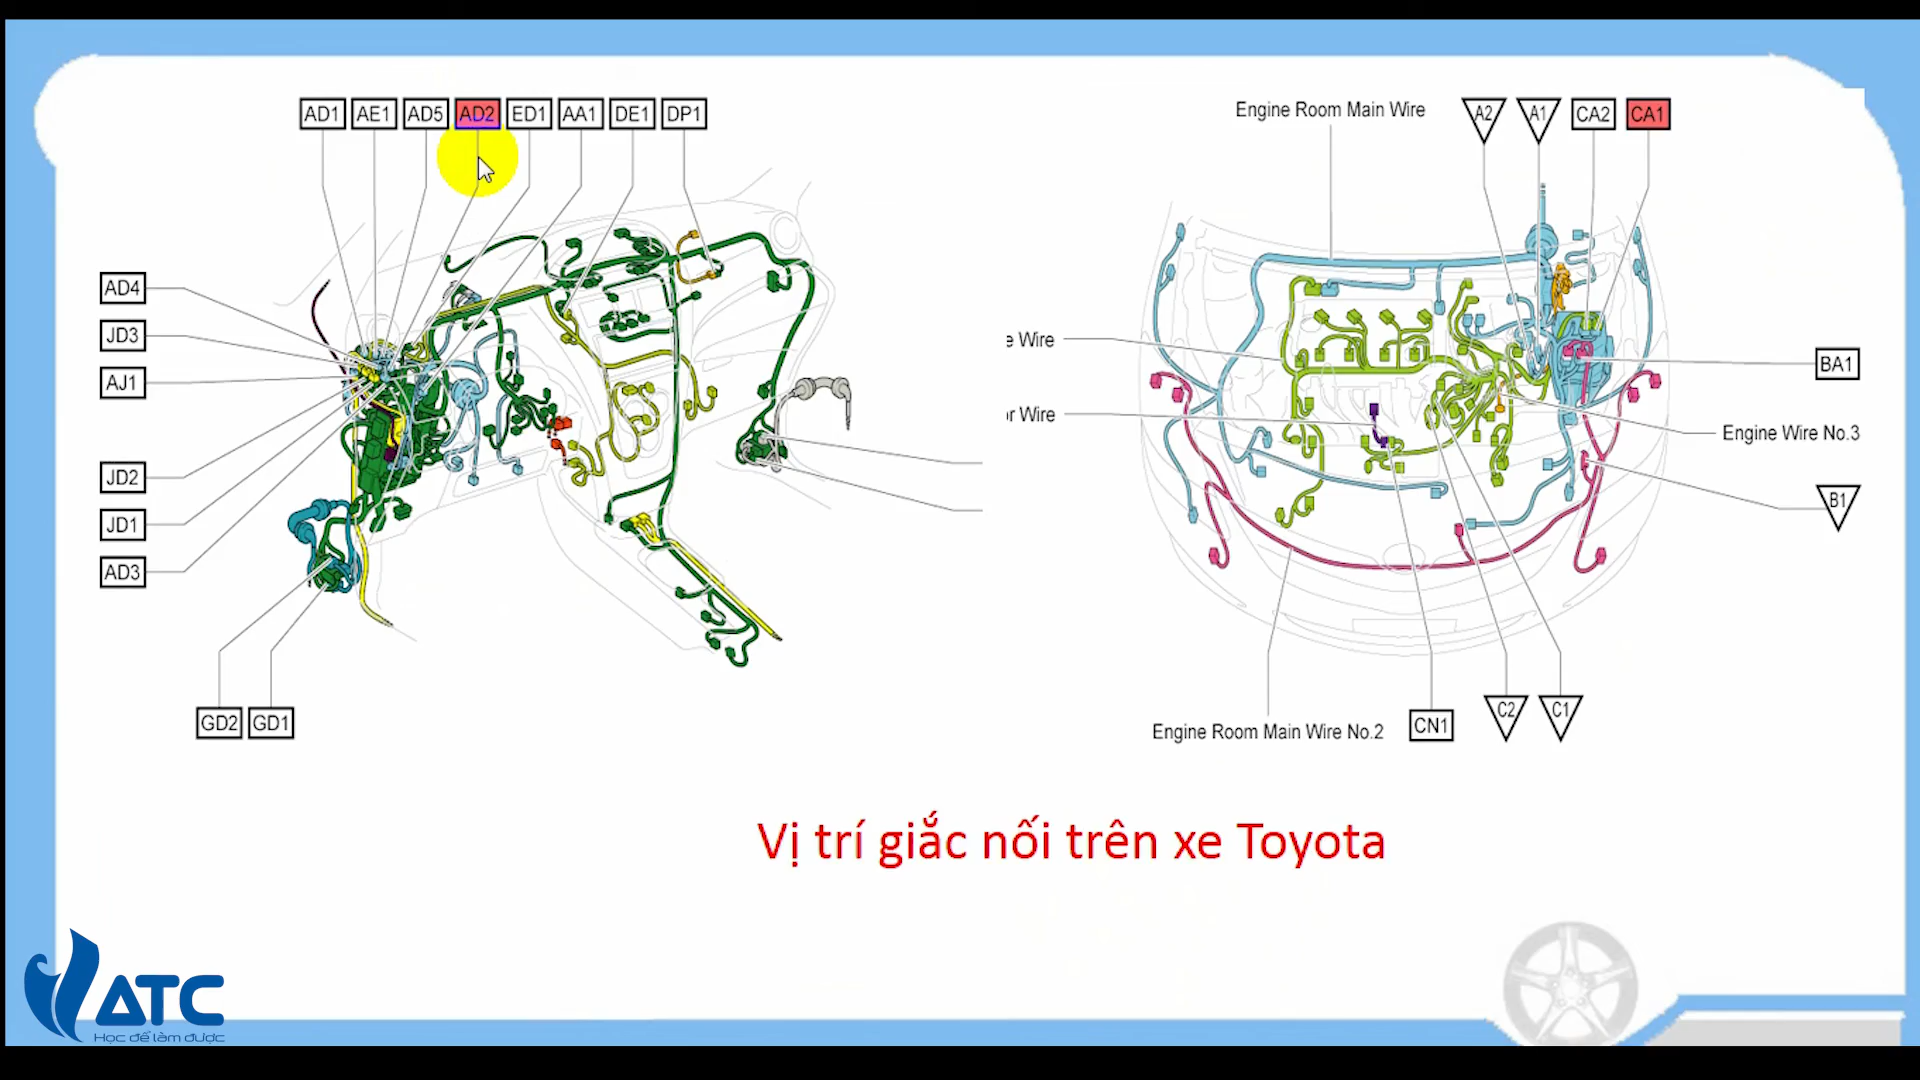 AD1 AE1 AD5 AD2 ED1 AA1 DE1 DP1
AD4
JD3
AJ1
JD2
JD1
AD3
GD2 GD1
Engine Room Main Wire A2 A1 CA2 CA1
e Wire
or Wire
BA1
Engine Wire No.3
B1
Engine Room Main Wire No.2 CN1 C2 C1
Vị trí giắc nối trên xe Toyota
ATC
Học để làm được